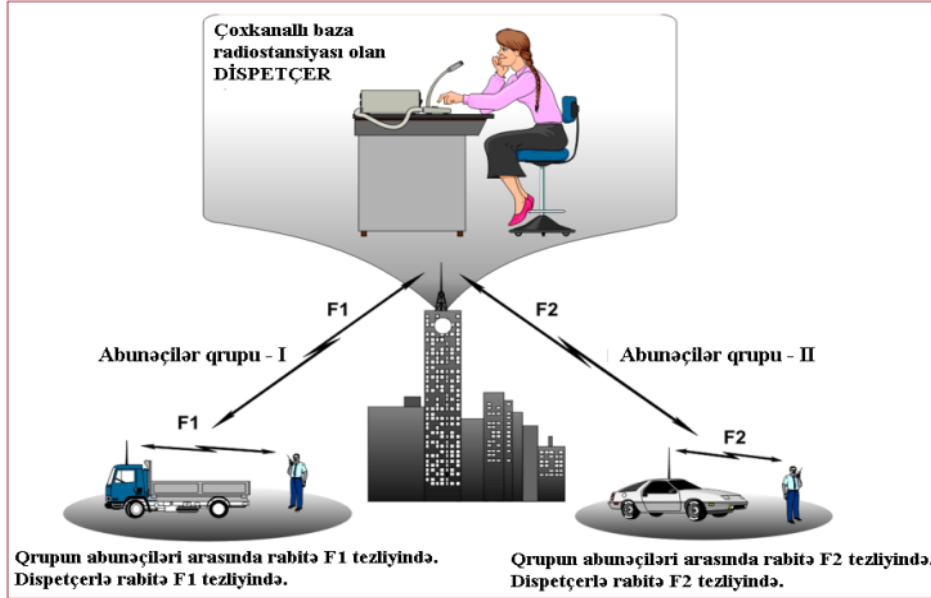 Çoxkanallı baza
radiostansiyası olan
DİSPETÇER
F1
F2
Abunəçilər qrupu - I
Abunəçilər qrupu - II
F1
F2
Qrupun abunəçiləri arasında rabitə F1 tezliyində.
Dispetçerlə rabitə F1 tezliyində.
Qrupun abunəçiləri arasında rabitə F2 tezliyində.
Dispetçerlə rabitə F2 tezliyində.